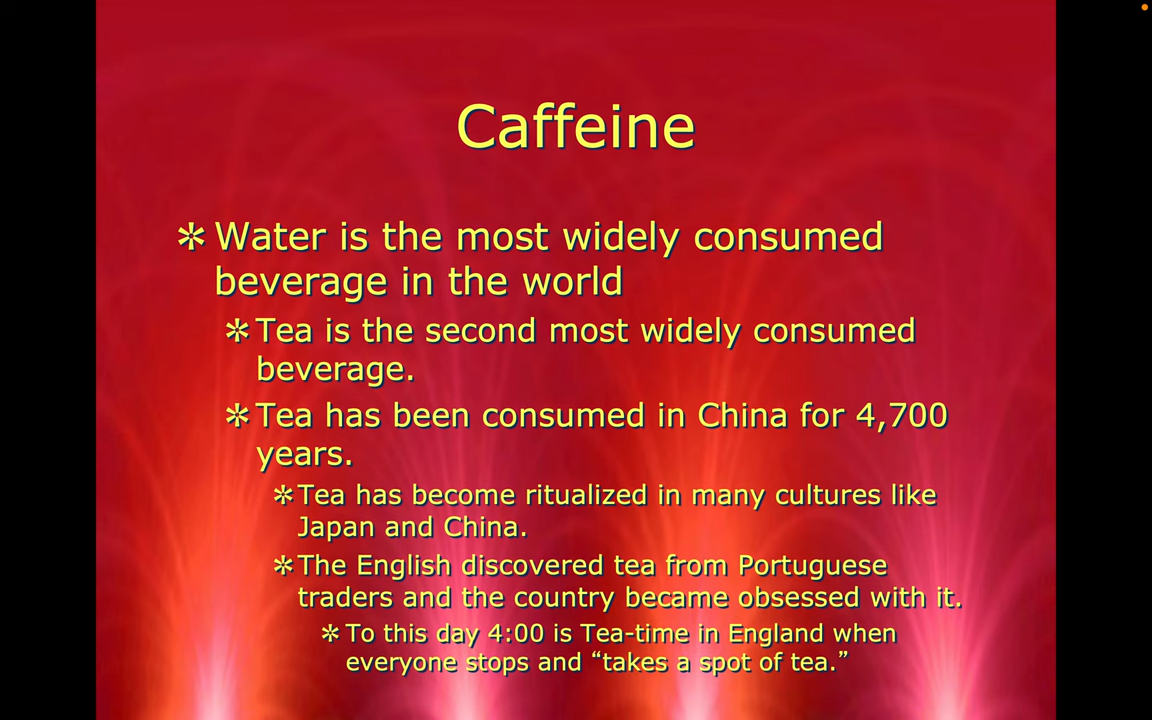 Caffeine
✲ Water is the most widely consumed
beverage in the world
✲ Tea is the second most widely consumed
beverage.
✲ Tea has been consumed in China for 4,700
years.
✲ Tea has become ritualized in many cultures like
Japan and China.
✲ The English discovered tea from Portuguese
traders and the country became obsessed with it.
✲ To this day 4:00 is Tea-time in England when
everyone stops and “takes a spot of tea.”